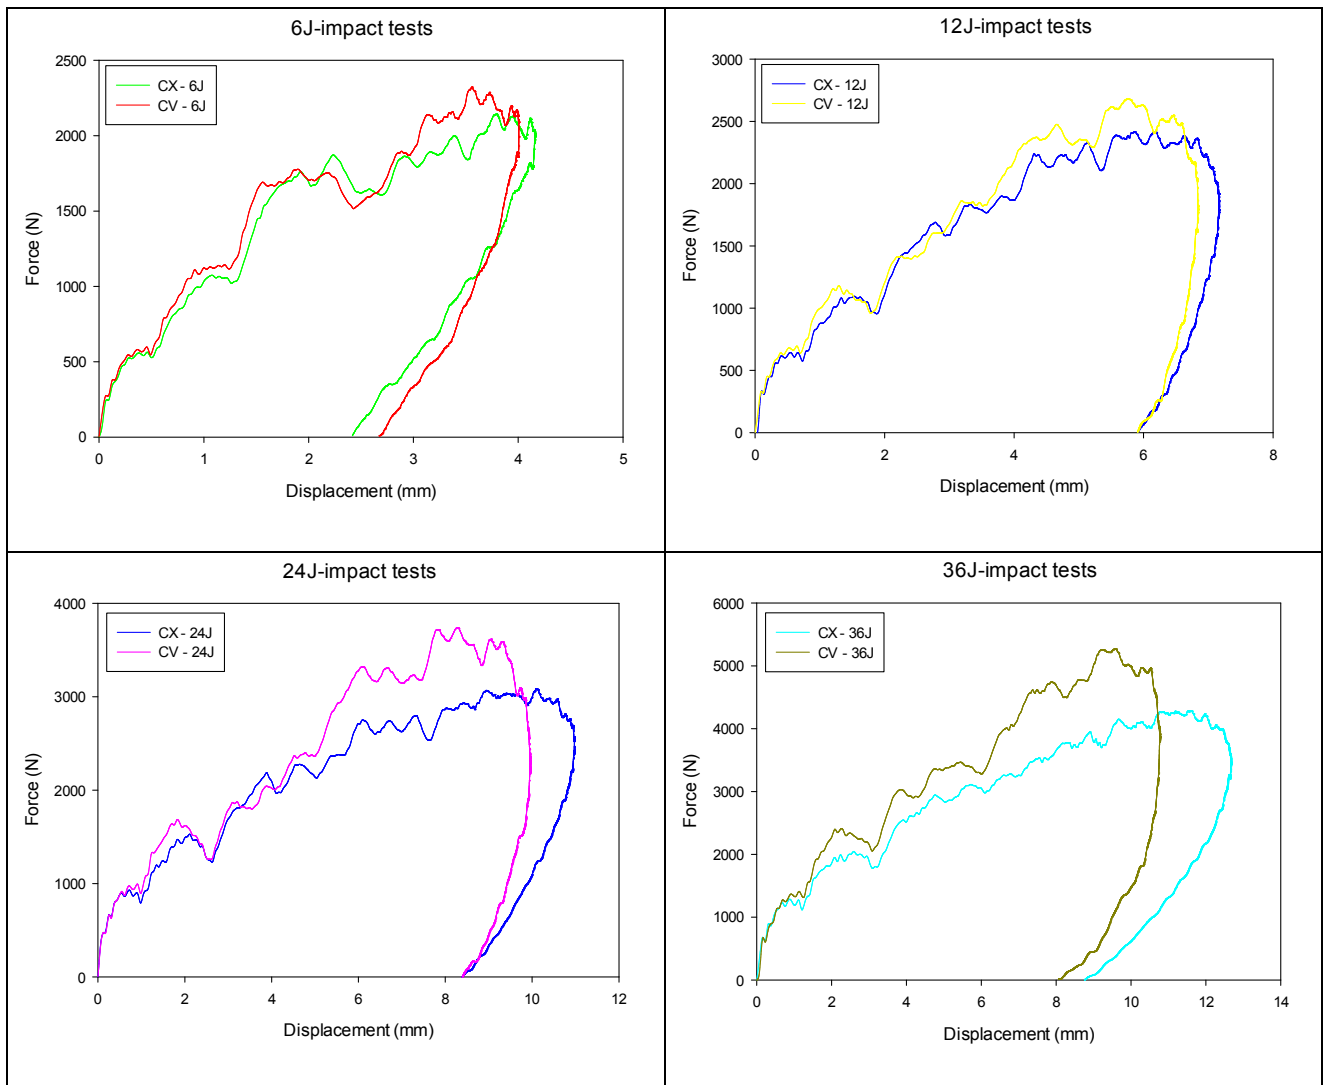 6J-impact tests
2500
2000
1500
1000
500
0
Force (N)
CX - 6J
CV - 6J
0 1 2 3 4 5
Displacement (mm)
12J-impact tests
3000
2500
2000
1500
1000
500
0
Force (N)
CX - 12J
CV - 12J
0 2 4 6 8
Displacement (mm)
24J-impact tests
4000
3000
2000
1000
0
Force (N)
CX - 24J
CV - 24J
0 2 4 6 8 10 12
Displacement (mm)
36J-impact tests
6000
5000
4000
3000
2000
1000
0
Force (N)
CX - 36J
CV - 36J
0 2 4 6 8 10 12 14
Displacement (mm)